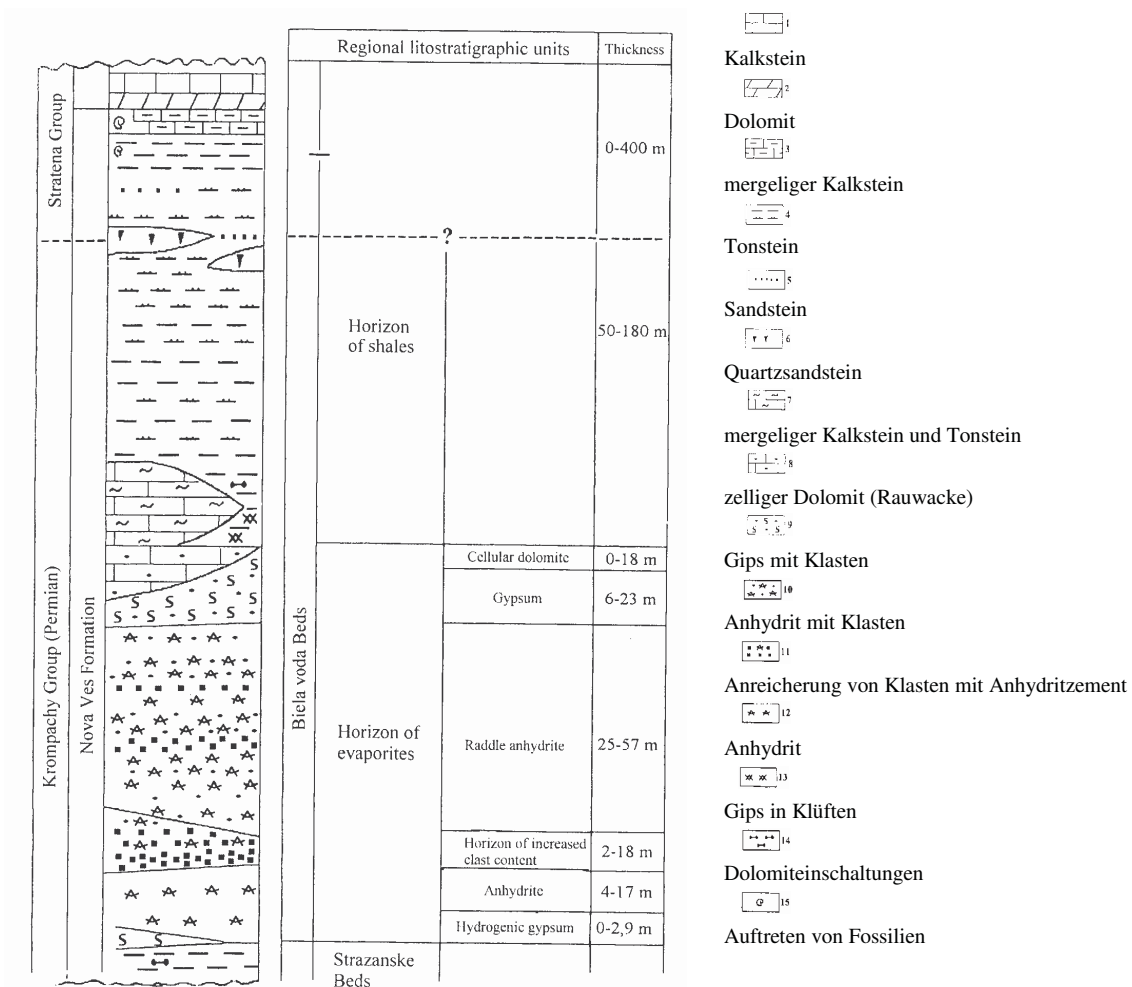 Regional litostratigraphic units
Thickness
Stratena Group
Krompachy Group (Permian)
Nova Ves Formation
Biela voda Beds
0-400 m
?
Horizon
of shales
50-180 m
Cellular dolomite
0-18 m
Gypsum
6-23 m
Horizon of
evaporites
Raddle anhydrite
25-57 m
Horizon of increased
clast content
2-18 m
Anhydrite
4-17 m
Hydrogenic gypsum
0-2,9 m
Strazanske
Beds
S
S S
S S S
S S S S
S S
1
Kalkstein
2
Dolomit
3
mergeliger Kalkstein
4
Tonstein
5
Sandstein
6
Quartzsandstein
7
mergeliger Kalkstein und Tonstein
8
zelliger Dolomit (Rauwacke)
S S S 9
Gips mit Klasten
10
Anhydrit mit Klasten
11
Anreicherung von Klasten mit Anhydritzement
12
Anhydrit
13
Gips in Klüften
14
Dolomiteinschaltungen
15
Auftreten von Fossilien